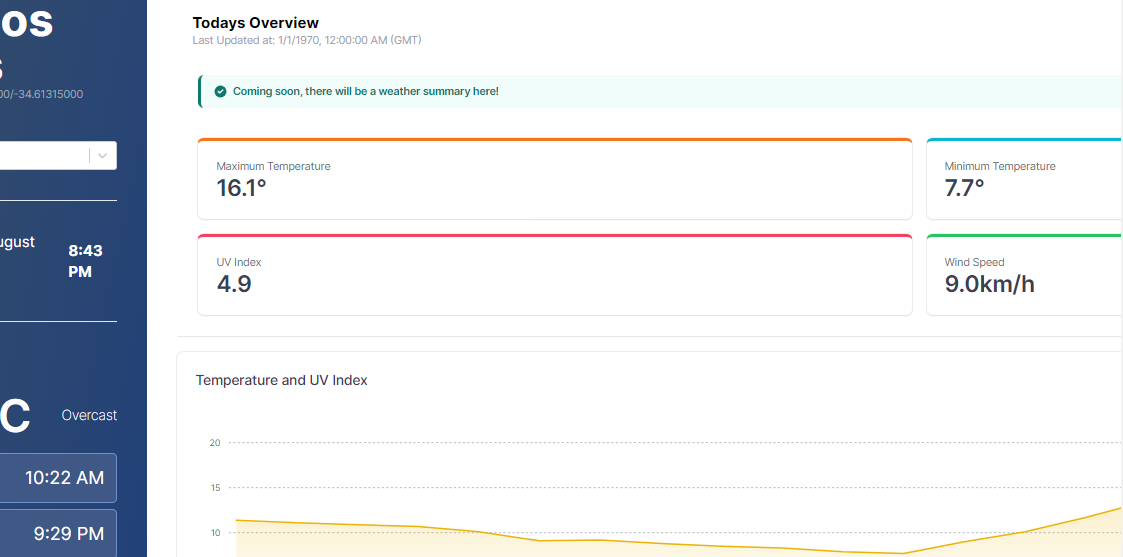 os
s
00/-34.61315000
ugust
8:43
PM
C
Overcast
10:22 AM
9:29 PM
Todays Overview
Last Updated at: 1/1/1970, 12:00:00 AM (GMT)
Coming soon, there will be a weather summary here!
Maximum Temperature
16.1°
Minimum Temperature
7.7°
UV Index
4.9
Wind Speed
9.0km/h
Temperature and UV Index
20
15
10